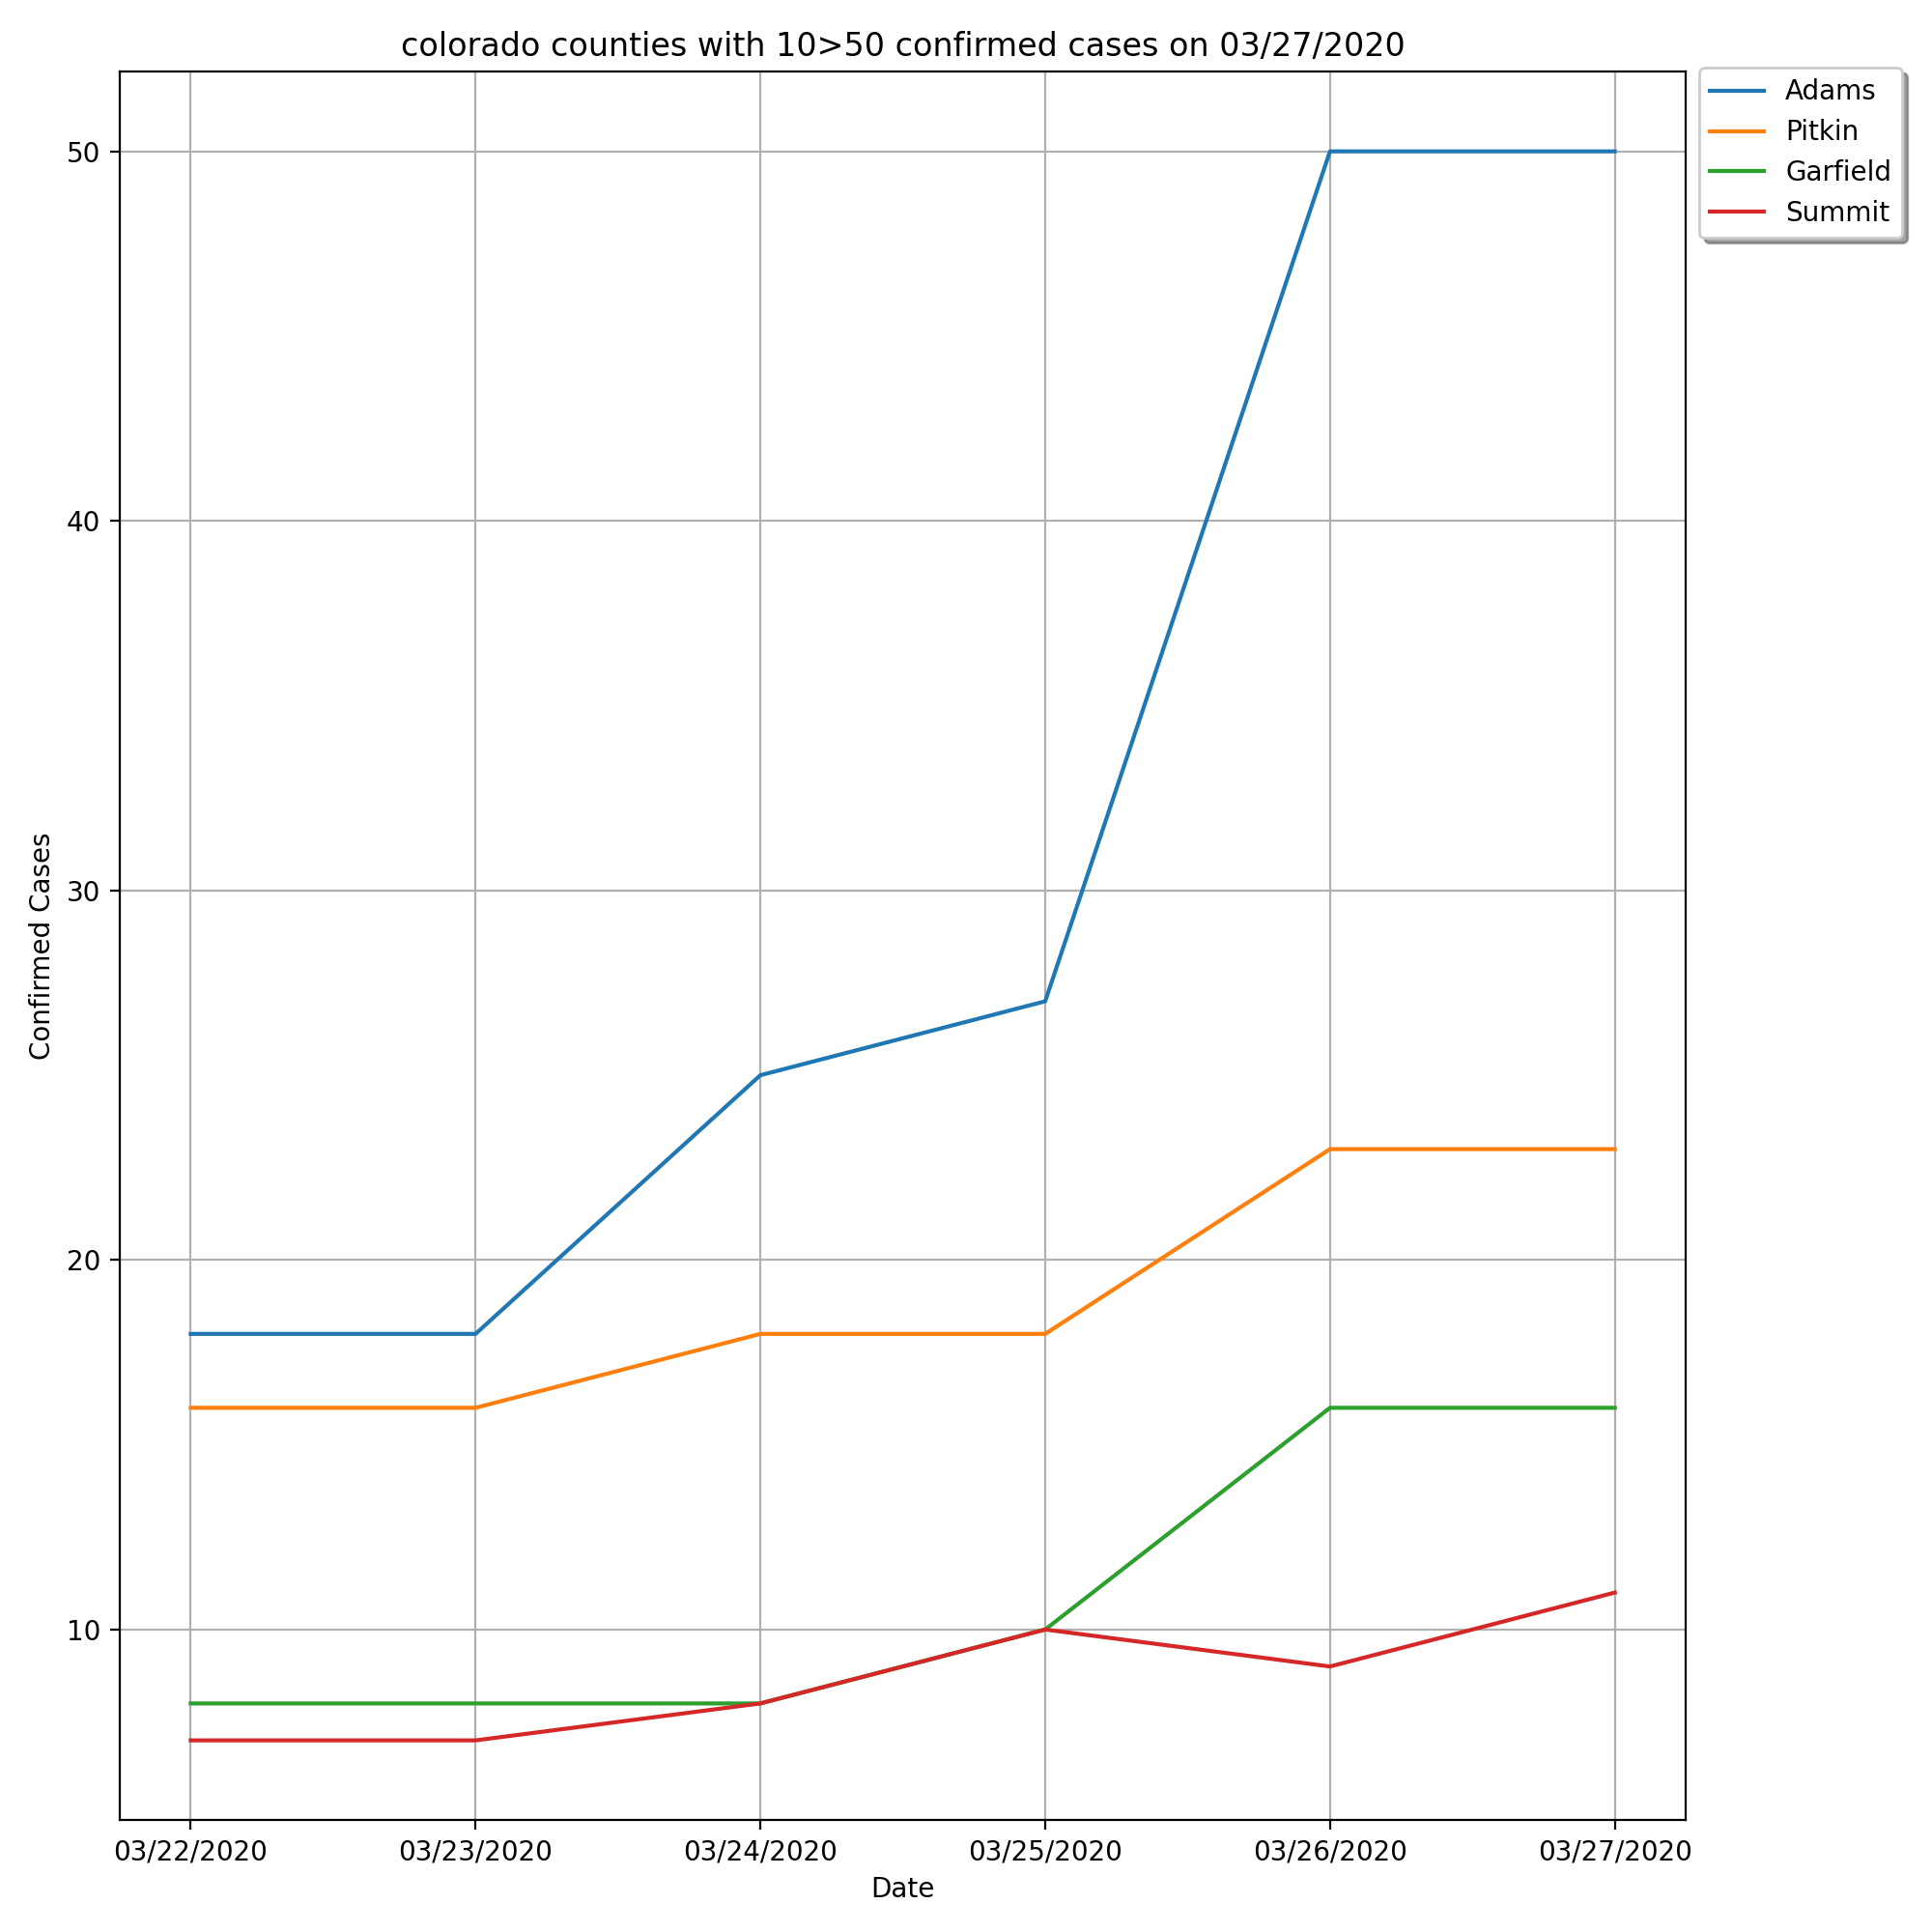 colorado counties with 10>50 confirmed cases on 03/27/2020
Adams
Pitkin
Garfield
Summit
50
40
30
20
10
Confirmed Cases
03/22/2020
03/23/2020
03/24/2020
03/25/2020
03/26/2020
03/27/2020
Date